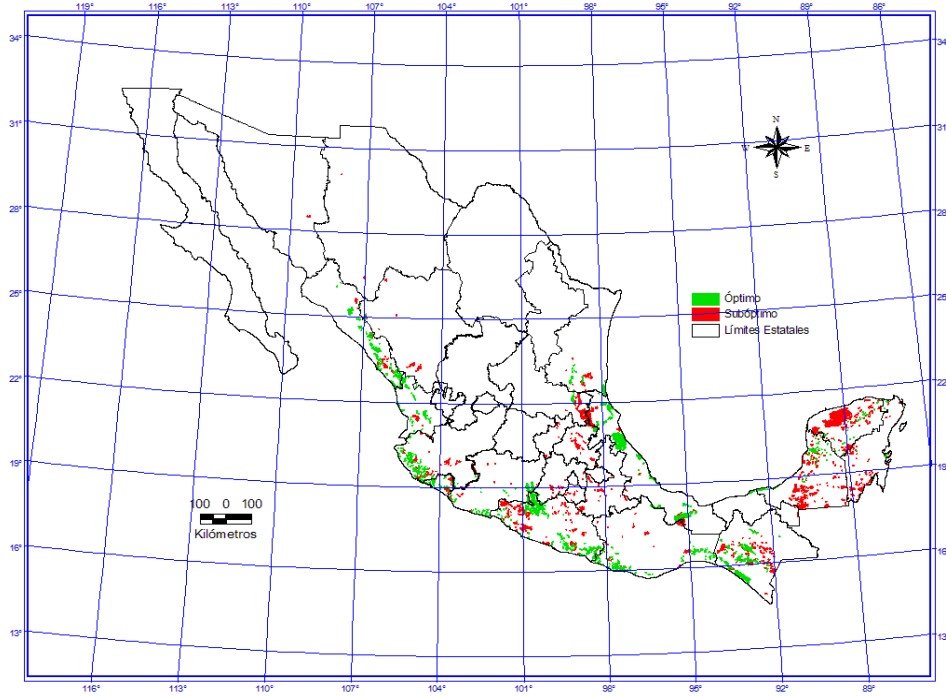 119° 116° 113° 110° 107° 104° 101° 98° 95° 92° 89° 86°
34° 34
N
31° 31
W E
S
28° 28
25° 25
Óptimo
Subóptimo
Límites Estatales
22° 22
19° 19
100 0 100
Kilómetros
16° 16
13° 13
116° 113° 110° 107° 104° 101° 98° 95° 92° 89°